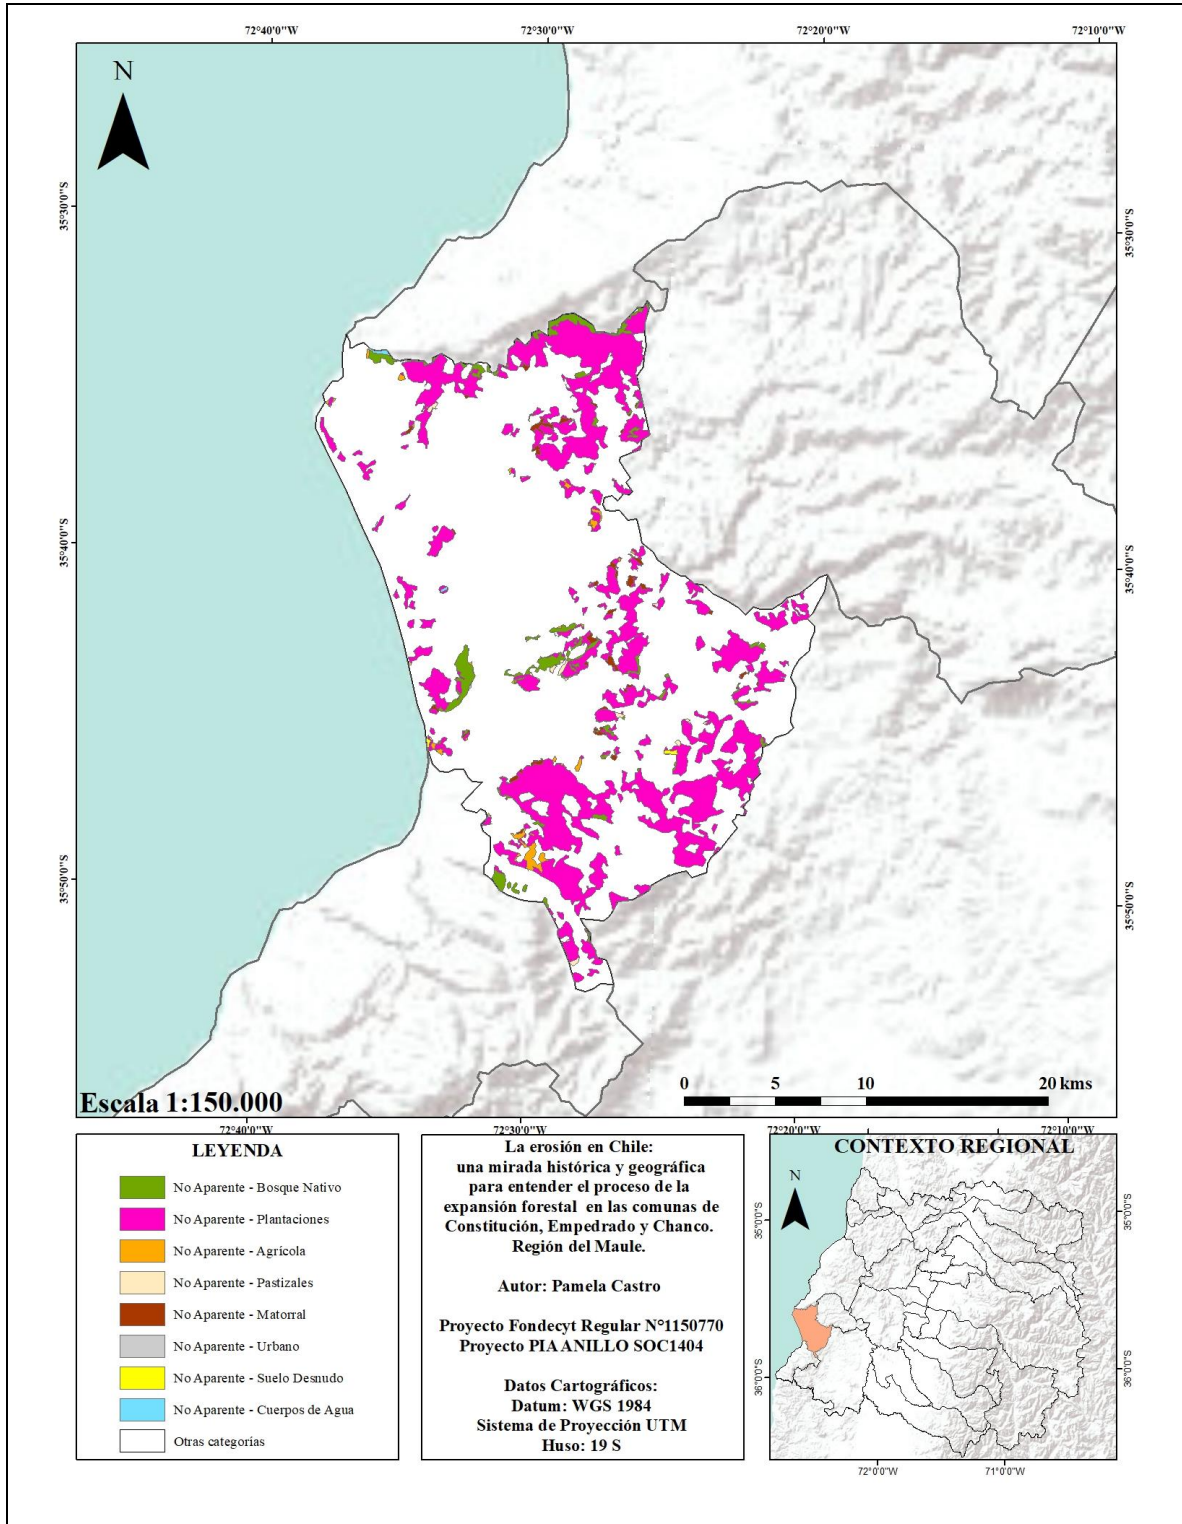 72°40'0"W
72°30'0"W
72°20'0"W
72°10'0"W
N
35°30'0"S
35°30'0"S
35°40'0"S
35°40'0"S
35°50'0"S
35°50'0"S
0 5 10 20 kms
Escala 1:150.000
72°40'0"W
72°30'0"W
72°20'0"W
72°10'0"W
LEYENDA
No Aparente - Bosque Nativo
No Aparente - Plantaciones
No Aparente - Agrícola
No Aparente - Pastizales
No Aparente - Matorral
No Aparente - Urbano
No Aparente - Suelo Desnudo
No Aparente - Cuerpos de Agua
Otras categorías
La erosión en Chile:
una mirada histórica y geográfica
para entender el proceso de la
expansión forestal en las comunas de
Constitución, Empedrado y Chanco.
Región del Maule.
Autor: Pamela Castro
Proyecto Fondecyt Regular N°1150770
Proyecto PIA ANILLO SOC1404
Datos Cartográficos:
Datum: WGS 1984
Sistema de Proyección UTM
Huso: 19 S
CONTEXTO REGIONAL
N
35°0'0"S
35°0'0"S
36°0'0"S
36°0'0"S
72°0'0"W
71°0'0"W